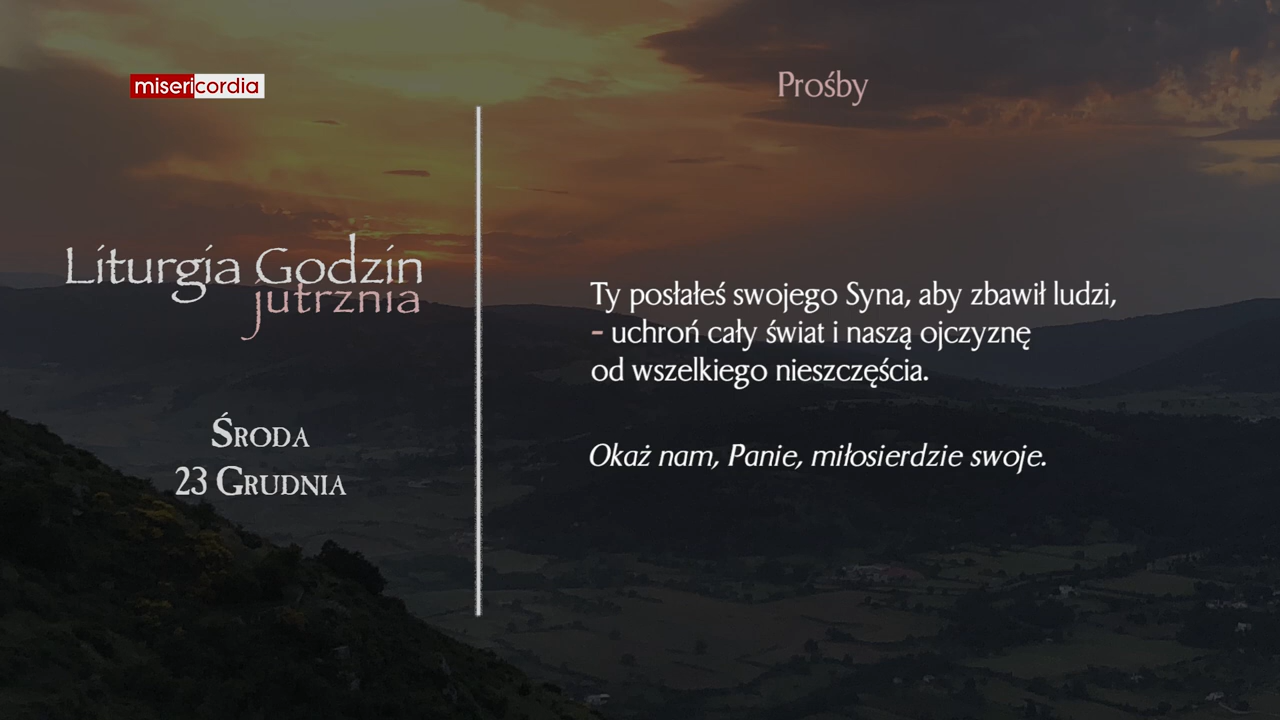 misericordia
Liturgia Godzin
jutrznia
Środa
23 Grudnia
Prośby
Ty posłałeś swojego Syna, aby zbawił ludzi,
– uchroń cały świat i naszą ojczyznę
od wszelkiego nieszczęścia.
Okaż nam, Panie, miłosierdzie swoje.